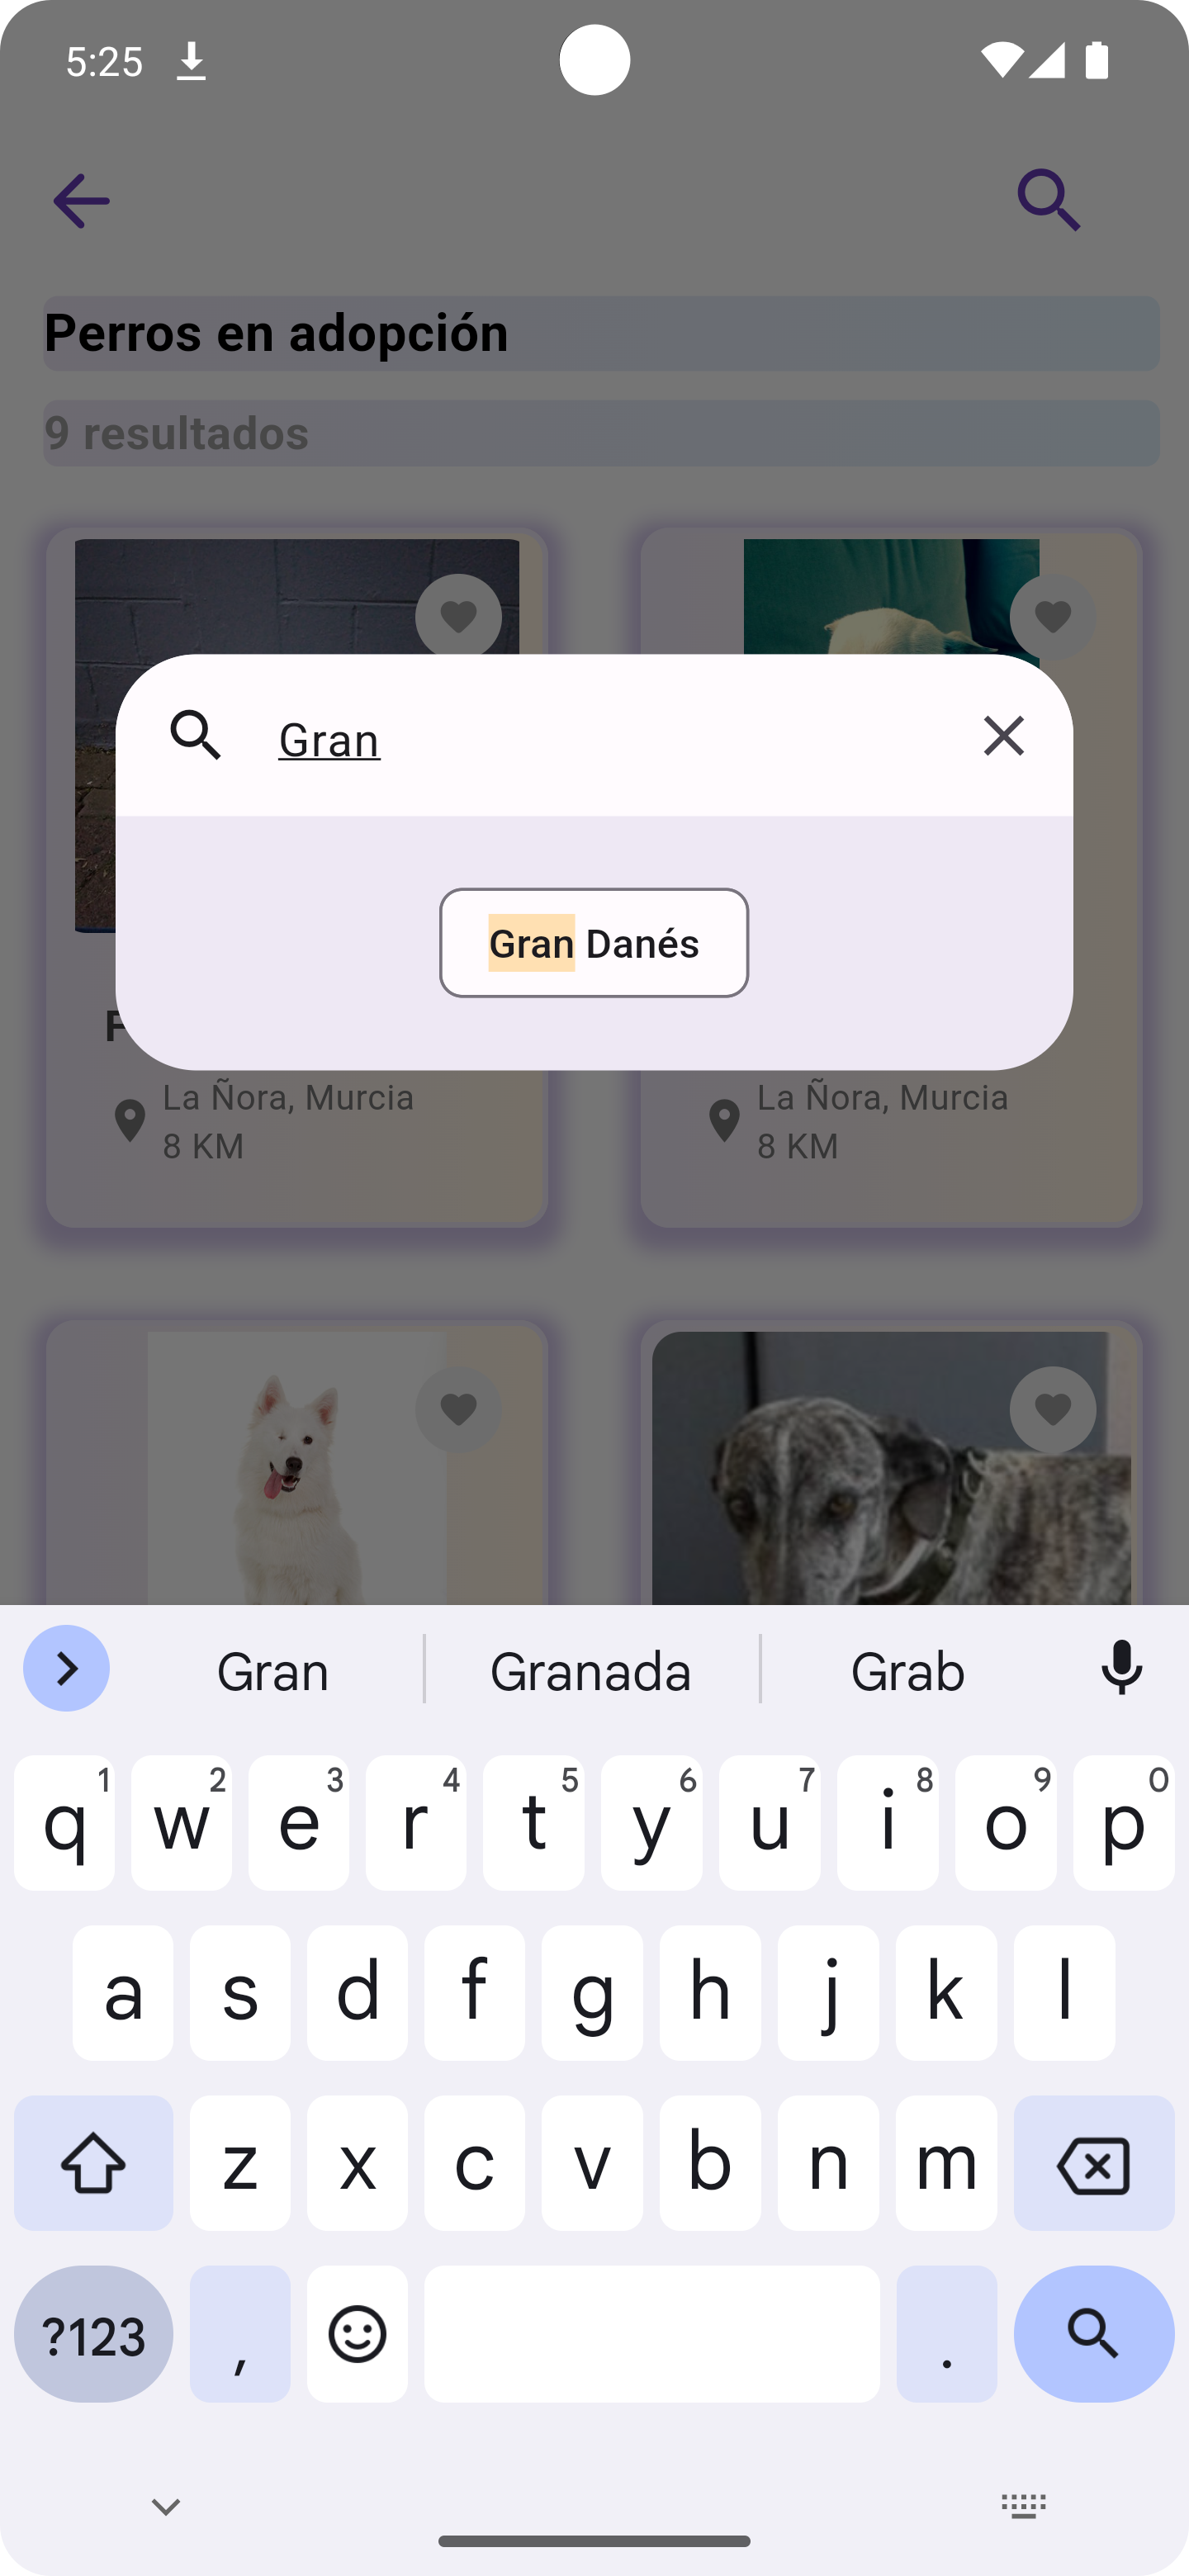 5:25
Perros en adopción
9 resultados
Gran
Gran Danés
La Ñora, Murcia
8 KM
La Ñora, Murcia
8 KM
Gran Granada Grab
1 2 3 4 5 6 7 8 9 0
q w e r t y u i o p
a s d f g h j k l
z x c v b n m
?123 , .